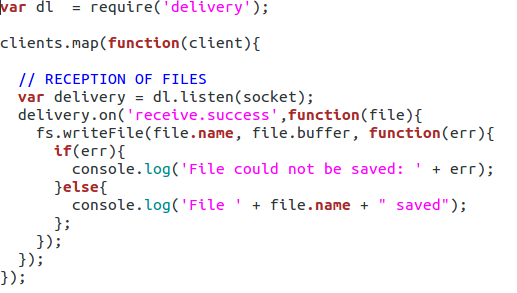 var dl  = require('delivery');

clients.map(function(client){

  // RECEPTION OF FILES
  var delivery = dl.listen(socket);
  delivery.on('receive.success',function(file){
    fs.writeFile(file.name, file.buffer, function(err){
      if(err){
        console.log('File could not be saved: ' + err);
      }else{
        console.log('File ' + file.name + " saved");
      };
    });
  });
});